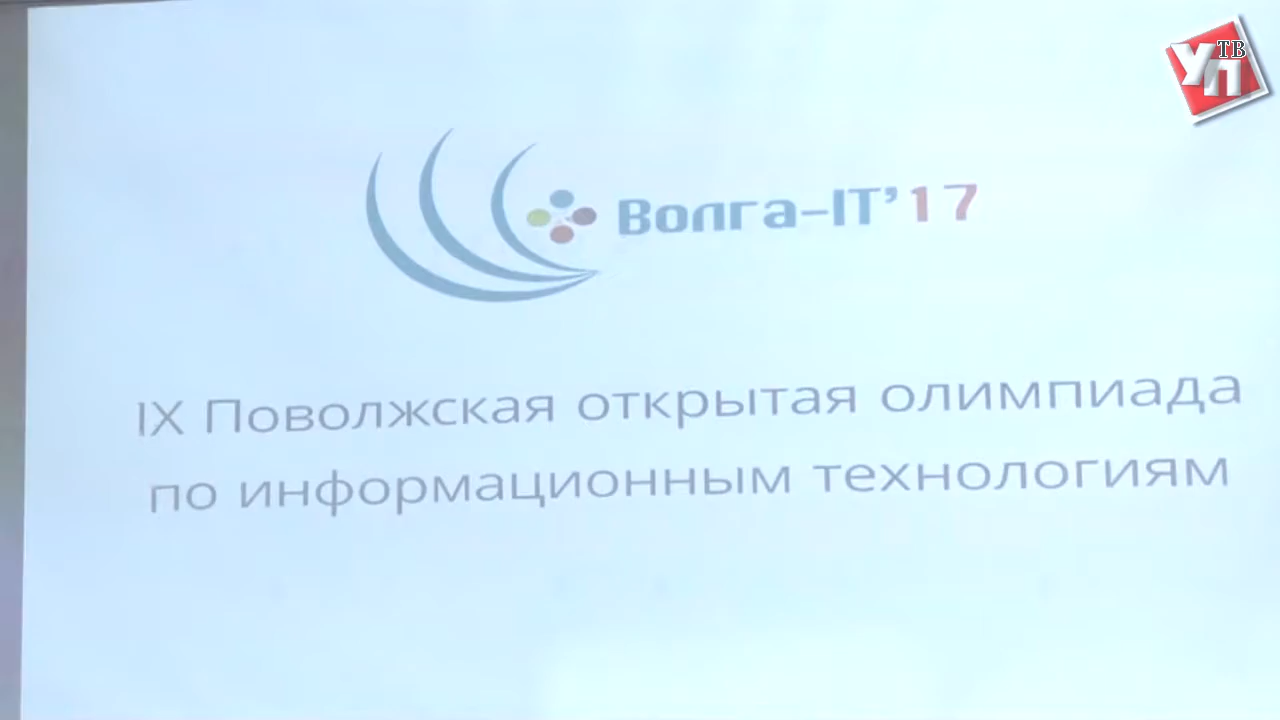 УП ТВ
Волга-IT’17
IX Поволжская открытая олимпиада
по информационным технологиям